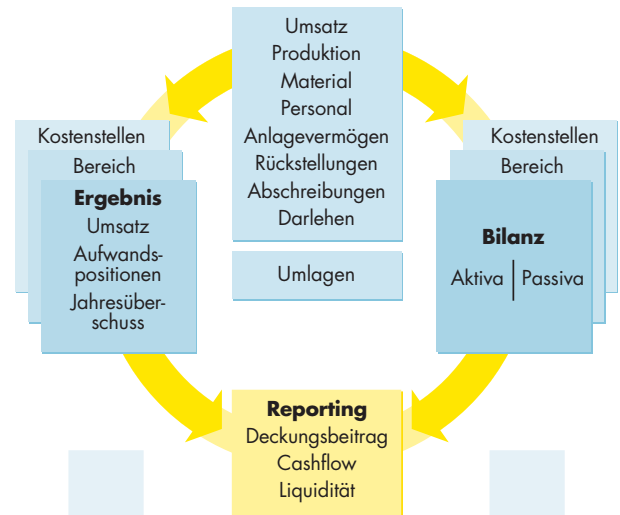 Umsatz
Produktion
Material
Personal
Anlagevermögen
Rückstellungen
Abschreibungen
Darlehen
Umlagen
Kostenstellen
Bereich
Ergebnis
Umsatz
Aufwands-
positionen
Jahresüber-
schuss
Kostenstellen
Bereich
Bilanz
Aktiva Passiva
Reporting
Deckungsbeitrag
Cashflow
Liquidität